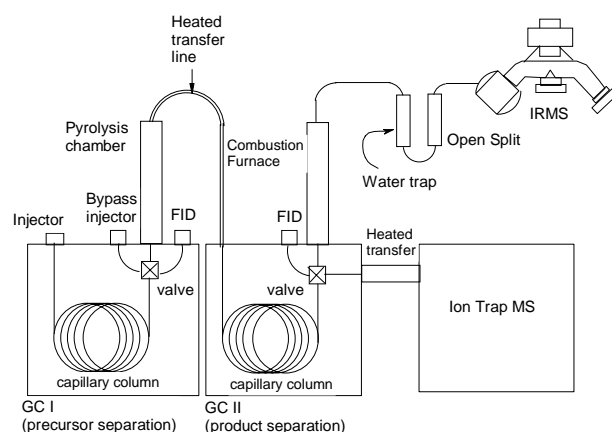 Heated
transfer
line
IRMS
Pyrolysis
chamber
Combustion
Furnace
Open Split
Water trap
Bypass
injector
FID
Injector
FID
Heated
transfer
valve
valve
Ion Trap MS
capillary column
capillary column
GC I
(precursor separation)
GC II
(product separation)